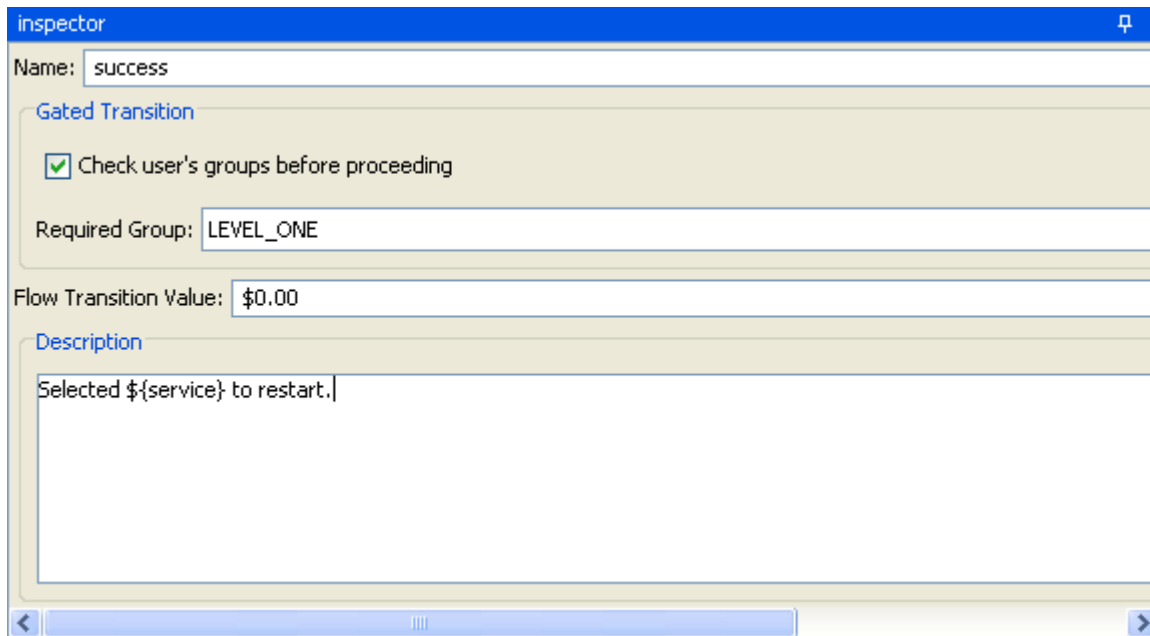 inspector
Name: success
Gated Transition
Check user's groups before proceeding
Required Group: LEVEL_ONE
Flow Transition Value: $0.00
Description
Selected ${service} to restart.